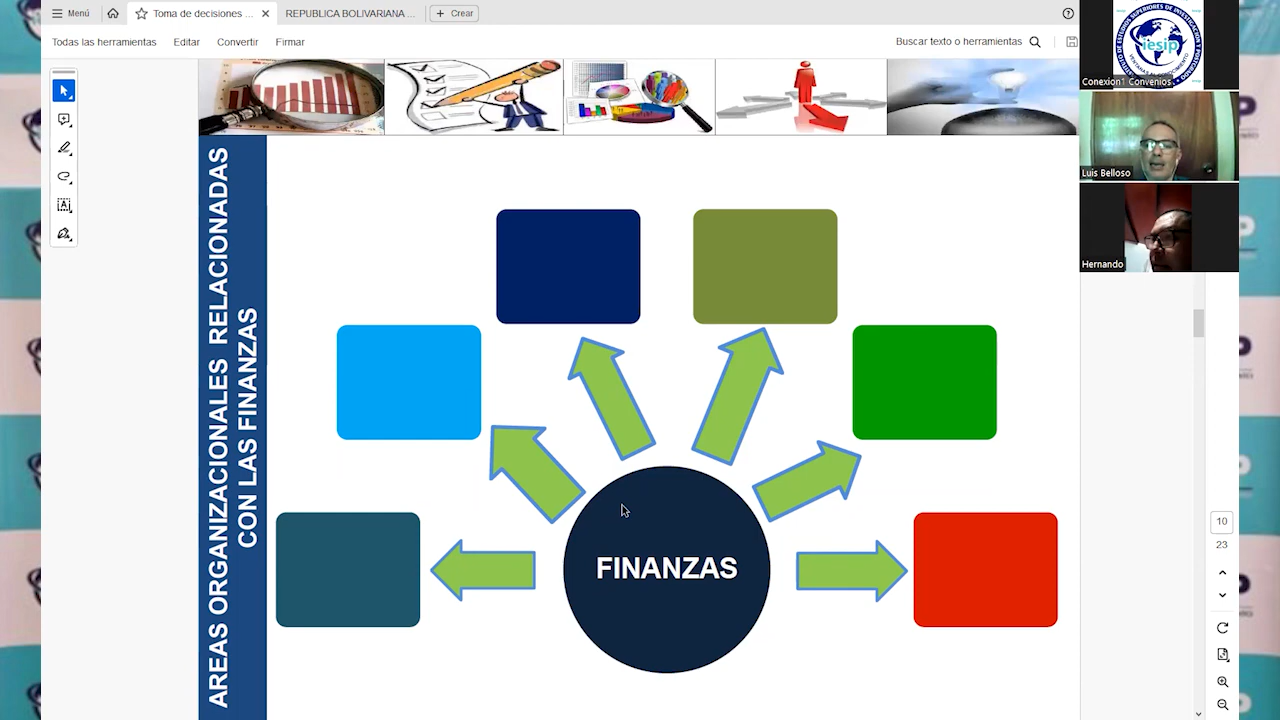 Menú
Toma de decisiones ...
REPUBLICA BOLIVARIANA ...
Crear
Todas las herramientas
Editar
Convertir
Firmar
Buscar texto o herramientas
iesip
Conexion1 Convenios
Luis Belloso
Hernando
AREAS ORGANIZACIONALES RELACIONADAS
CON LAS FINANZAS
FINANZAS
10
23